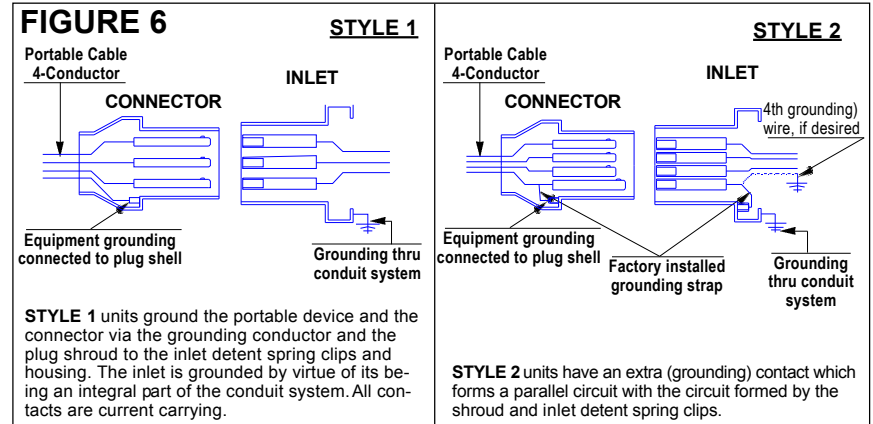 FIGURE 6
STYLE 1
Portable Cable
4-Conductor
INLET
CONNECTOR
Equipment grounding
connected to plug shell
Grounding thru
conduit system
STYLE 1 units ground the portable device and the
connector via the grounding conductor and the
plug shroud to the inlet detent spring clips and
housing. The inlet is grounded by virtue of its be-
ing an integral part of the conduit system. All con-
tacts are current carrying.
STYLE 2
Portable Cable
4-Conductor
INLET
CONNECTOR
4th grounding)
wire, if desired
Equipment grounding
connected to plug shell
Factory installed
grounding strap
Grounding
thru conduit
system
STYLE 2 units have an extra (grounding) contact which
forms a parallel circuit with the circuit formed by the
shroud and inlet detent spring clips.